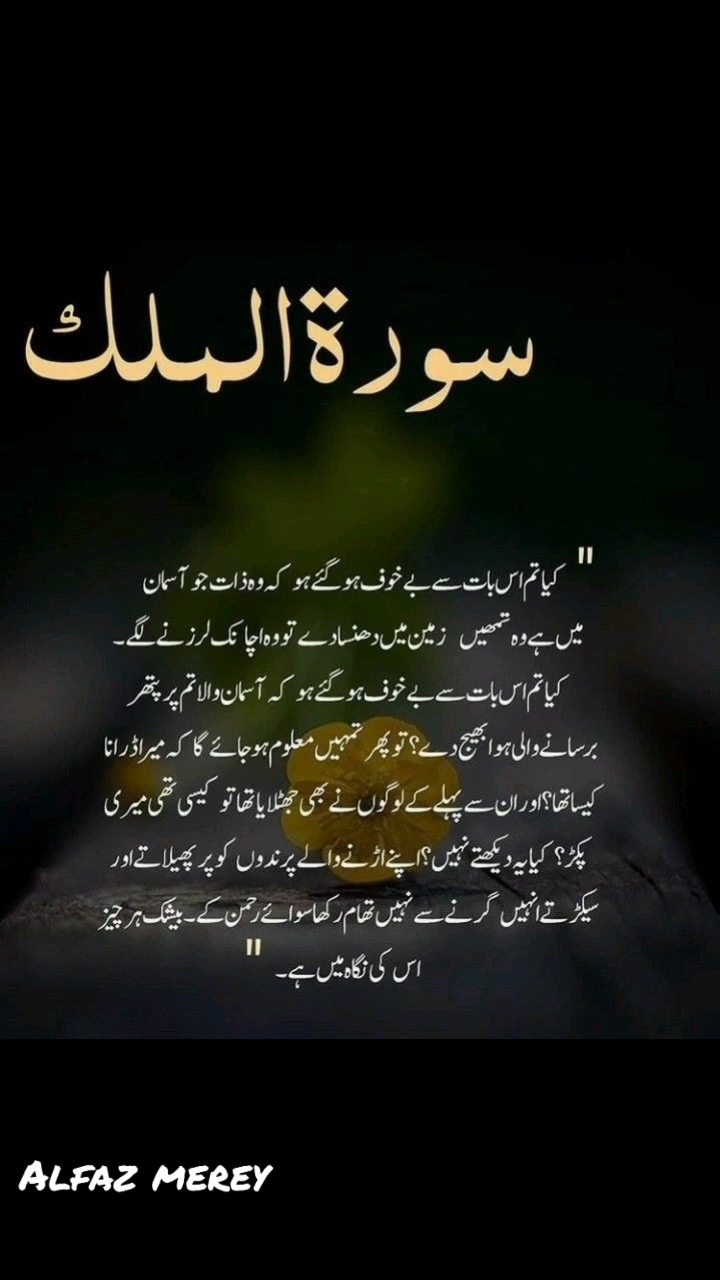 سورة الملك
" کیا تم اس بات سے بے خوف ہو گئے ہو کہ وہ ذات جو آسمان
میں ہے وہ تمھیں زمین میں دھنسا دے تو وہ اچانک لرزنے لگے۔
کیا تم اس بات سے بے خوف ہو گئے ہو کہ آسمان والا تم پر پتھر
برسانے والی ہوا بھیج دے؟ تو پھر تمہیں معلوم ہو جائے گا کہ میرا ڈرانا
کیسا تھا؟ اور ان سے پہلے کے لوگوں نے بھی جھٹلایا تھا تو کیسی تھی میری
پکڑ؟ کیا یہ دیکھتے نہیں؟ اپنے اڑنے والے پرندوں کو پر پھیلاتے اور
سیکڑتے انہیں گرنے سے نہیں تھام رکھا سوائے رحمن کے۔ بیشک ہر چیز
اس کی نگاہ میں ہے۔ "
ALFAZ MEREY